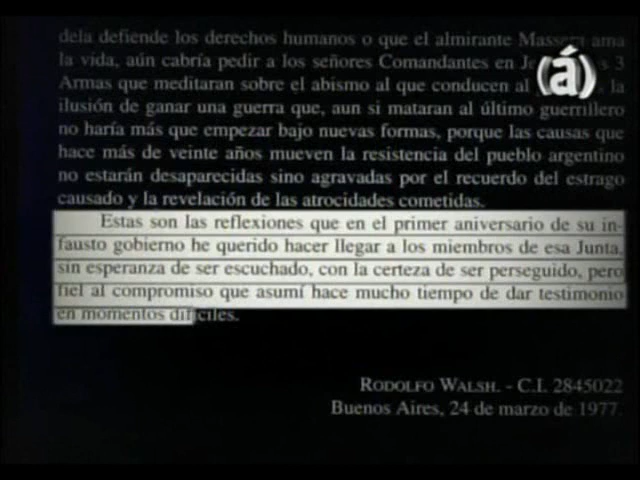 dela defiende los derechos humanos o que el almirante Massera ama
la vida, aún cabría pedir a los señores Comandantes en 3
Armas que meditaran sobre el abismo al que conducen al la
ilusión de ganar una guerra que, aun si mataran al último guerrillero
no haría más que empezar bajo nuevas formas, porque las causas que
hace más de veinte años mueven la resistencia del pueblo argentino
no estarán desaparecidas sino agravadas por el recuerdo del estrago
causado y la revelación de las atrocidades cometidas.
Estas son las reflexiones que en el primer aniversario de su in-
fausto gobierno he querido hacer llegar a los miembros de esa Junta,
sin esperanza de ser escuchado, con la certeza de ser perseguido, pero
fiel al compromiso que asumí hace mucho tiempo de dar testimonio
en momentos difíciles.
RODOLFO WALSH. - C.I. 2845022
Buenos Aires, 24 de marzo de 1977.
(á)